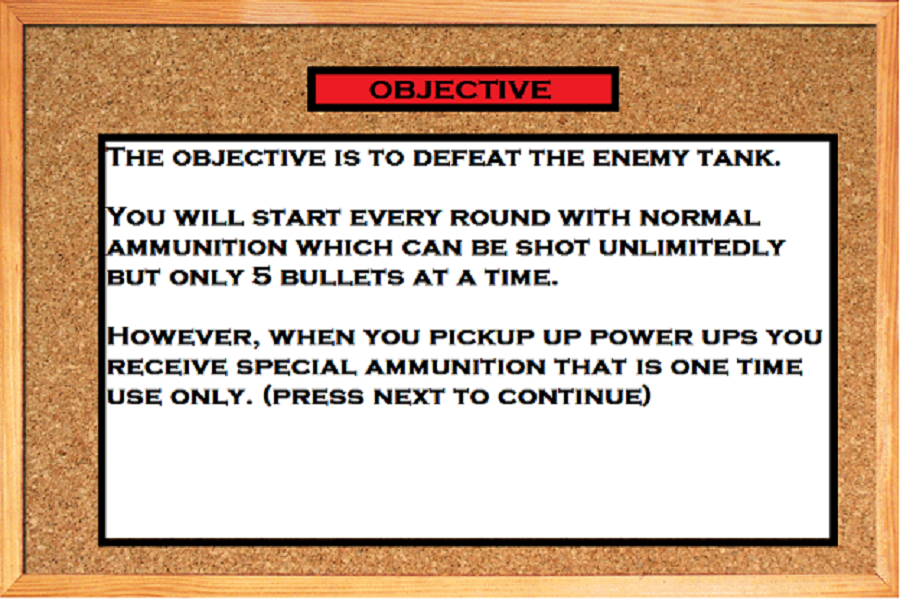 OBJECTIVE
THE OBJECTIVE IS TO DEFEAT THE ENEMY TANK.
YOU WILL START EVERY ROUND WITH NORMAL
AMMUNITION WHICH CAN BE SHOT UNLIMITEDLY
BUT ONLY 5 BULLETS AT A TIME.
HOWEVER, WHEN YOU PICKUP UP POWER UPS YOU
RECEIVE SPECIAL AMMUNITION THAT IS ONE TIME
USE ONLY. (PRESS NEXT TO CONTINUE)